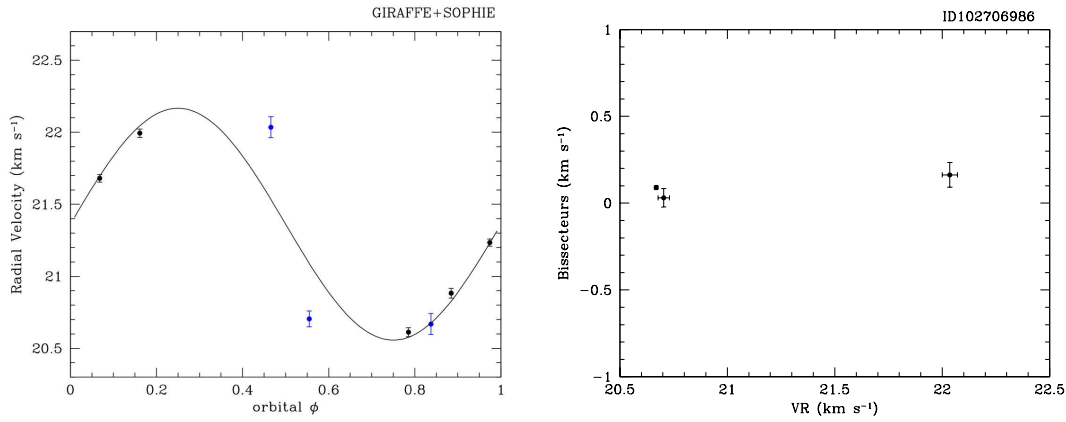 GIRAFFE+SOPHIE
22.5
22
21.5
21
20.5
Radial Velocity (km s⁻¹)
0 0.2 0.4 0.6 0.8 1
orbital ϕ
ID102706986
1
0.5
0
−0.5
−1
Bissecteurs (km s⁻¹)
20.5 21 21.5 22 22.5
VR (km s⁻¹)